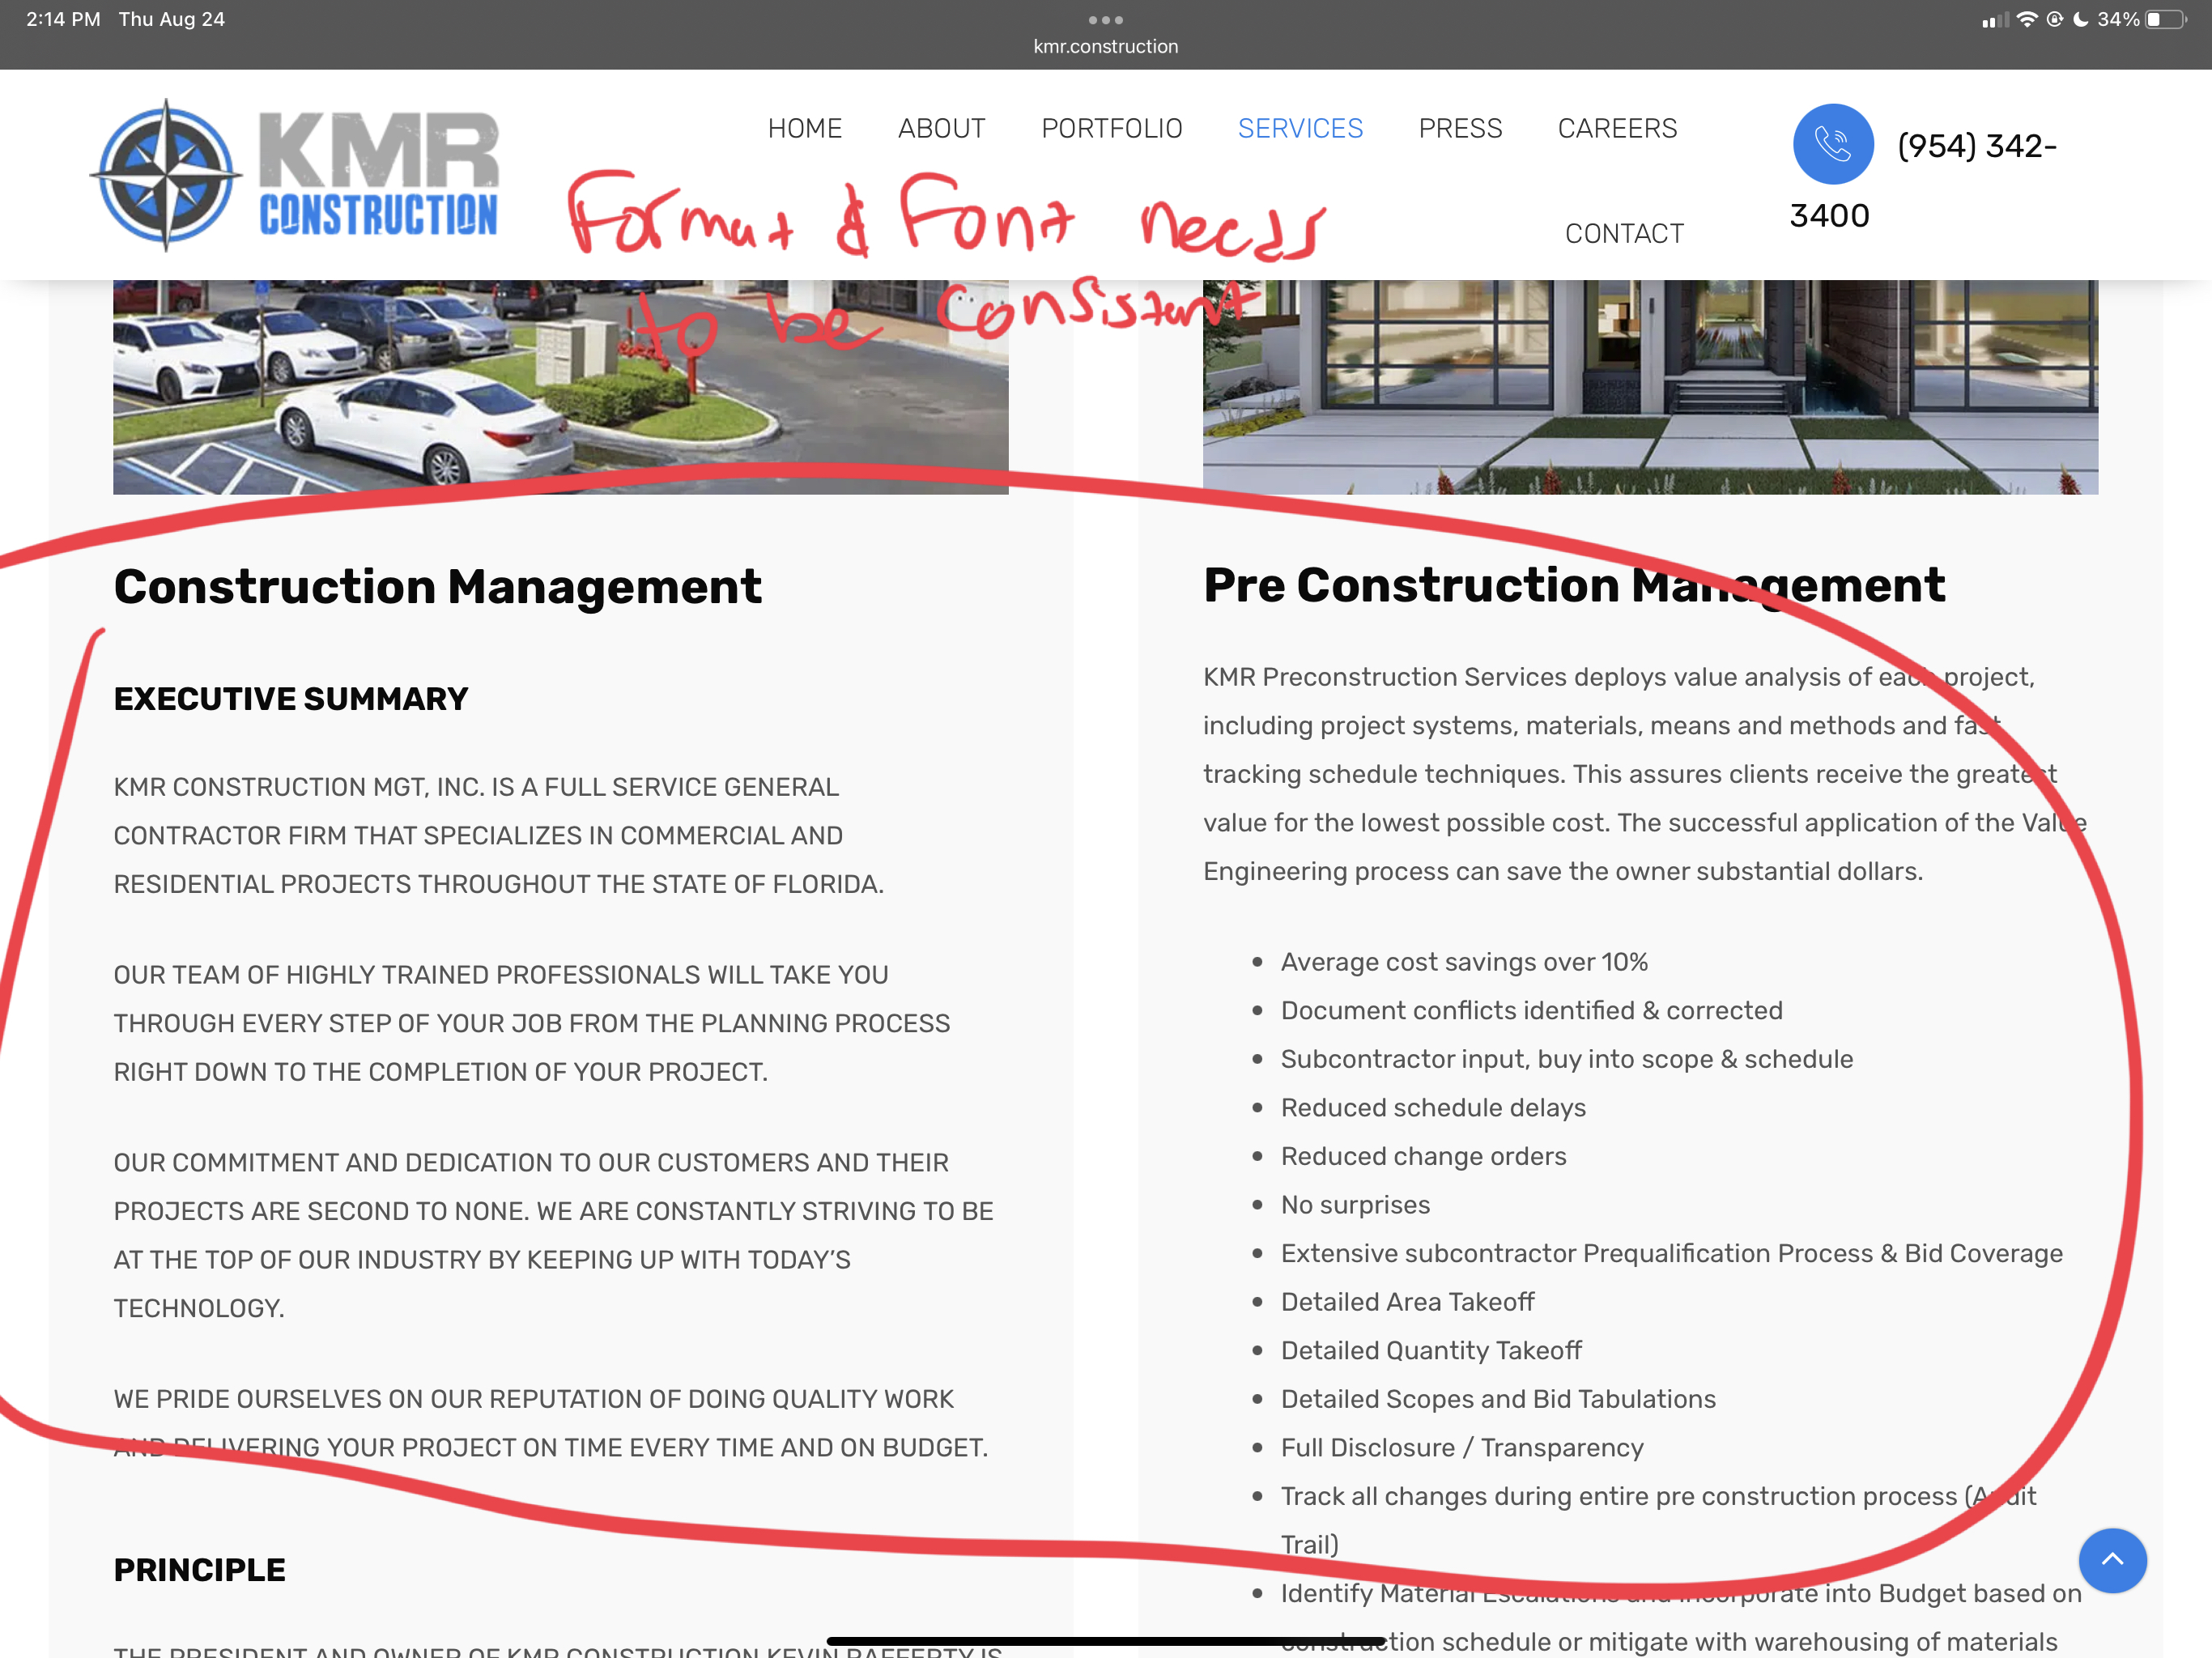 2:14 PM Thu Aug 24
34%
kmr.construction
KMR
CONSTRUCTION
HOME ABOUT PORTFOLIO SERVICES PRESS CAREERS
CONTACT
(954) 342-
3400
Format & Font needs
to be consistent
Construction Management
EXECUTIVE SUMMARY
KMR CONSTRUCTION MGT, INC. IS A FULL SERVICE GENERAL
CONTRACTOR FIRM THAT SPECIALIZES IN COMMERCIAL AND
RESIDENTIAL PROJECTS THROUGHOUT THE STATE OF FLORIDA.
OUR TEAM OF HIGHLY TRAINED PROFESSIONALS WILL TAKE YOU
THROUGH EVERY STEP OF YOUR JOB FROM THE PLANNING PROCESS
RIGHT DOWN TO THE COMPLETION OF YOUR PROJECT.
OUR COMMITMENT AND DEDICATION TO OUR CUSTOMERS AND THEIR
PROJECTS ARE SECOND TO NONE. WE ARE CONSTANTLY STRIVING TO BE
AT THE TOP OF OUR INDUSTRY BY KEEPING UP WITH TODAY'S
TECHNOLOGY.
WE PRIDE OURSELVES ON OUR REPUTATION OF DOING QUALITY WORK
AND DELIVERING YOUR PROJECT ON TIME EVERY TIME AND ON BUDGET.
PRINCIPLE
THE PRESIDENT AND OWNER OF KMR CONSTRUCTION KEVIN RAFFERTY IS
Pre Construction Management
KMR Preconstruction Services deploys value analysis of each project,
including project systems, materials, means and methods and fast
tracking schedule techniques. This assures clients receive the greatest
value for the lowest possible cost. The successful application of the Value
Engineering process can save the owner substantial dollars.
• Average cost savings over 10%
• Document conflicts identified & corrected
• Subcontractor input, buy into scope & schedule
• Reduced schedule delays
• Reduced change orders
• No surprises
• Extensive subcontractor Prequalification Process & Bid Coverage
• Detailed Area Takeoff
• Detailed Quantity Takeoff
• Detailed Scopes and Bid Tabulations
• Full Disclosure / Transparency
• Track all changes during entire pre construction process (Audit
Trail)
• Identify Material Escalations and incorporate into Budget based on
construction schedule or mitigate with warehousing of materials